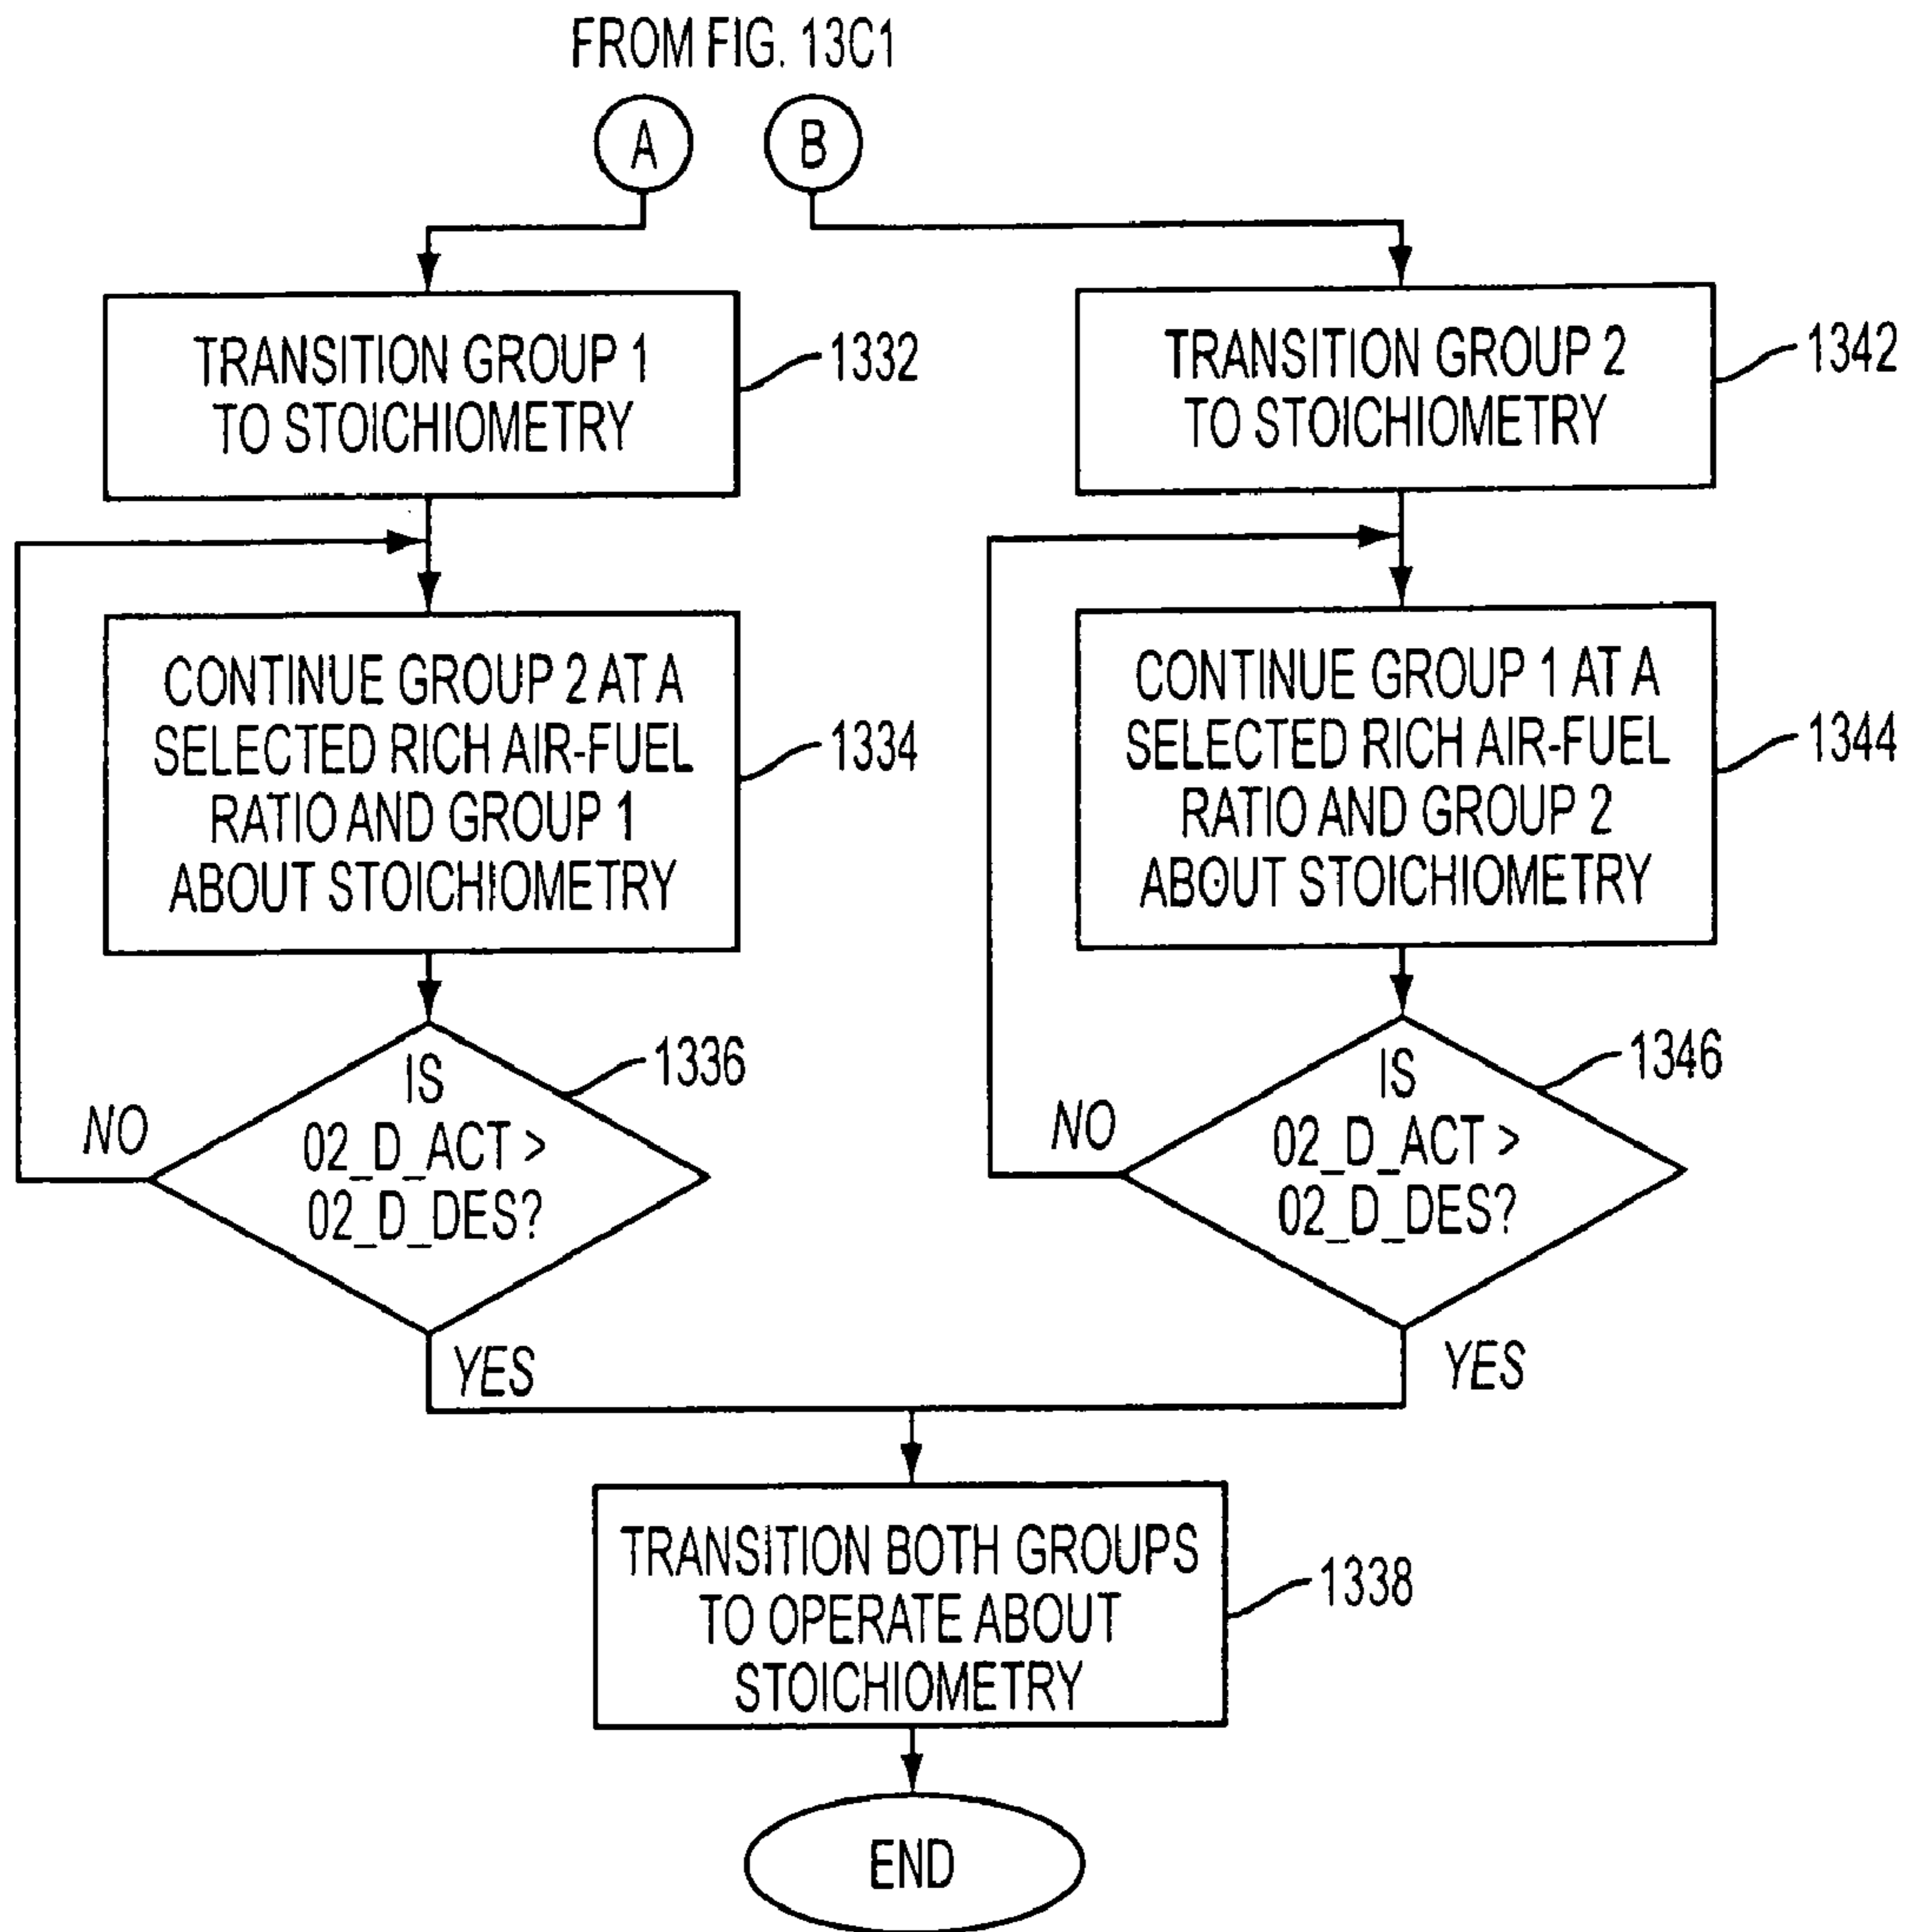 FROM FIG. 13C1
A
B
TRANSITION GROUP 1
TO STOICHIOMETRY
1332
CONTINUE GROUP 2 AT A
SELECTED RICH AIR-FUEL
RATIO AND GROUP 1
ABOUT STOICHIOMETRY
1334
IS
02_D_ACT >
02_D_DES?
1336
NO
YES
TRANSITION GROUP 2
TO STOICHIOMETRY
1342
CONTINUE GROUP 1 AT A
SELECTED RICH AIR-FUEL
RATIO AND GROUP 2
ABOUT STOICHIOMETRY
1344
IS
02_D_ACT >
02_D_DES?
1346
NO
YES
TRANSITION BOTH GROUPS
TO OPERATE ABOUT
STOICHIOMETRY
1338
END